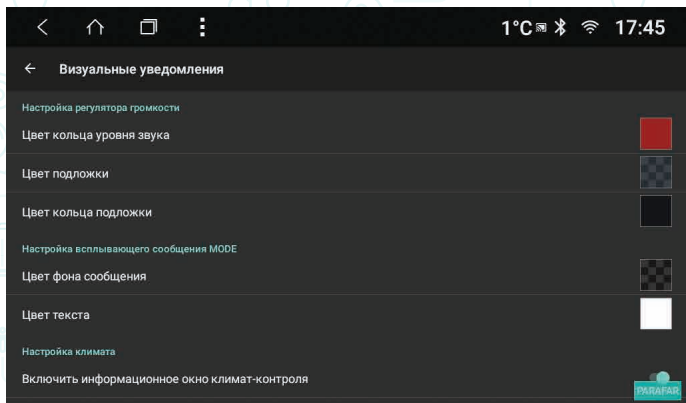 1°C 17:45
Визуальные уведомления
Настройка регулятора громкости
Цвет кольца уровня звука
Цвет подложки
Цвет кольца подложки
Настройка всплывающего сообщения MODE
Цвет фона сообщения
Цвет текста
Настройка климата
Включить информационное окно климат-контроля
PARAFAR